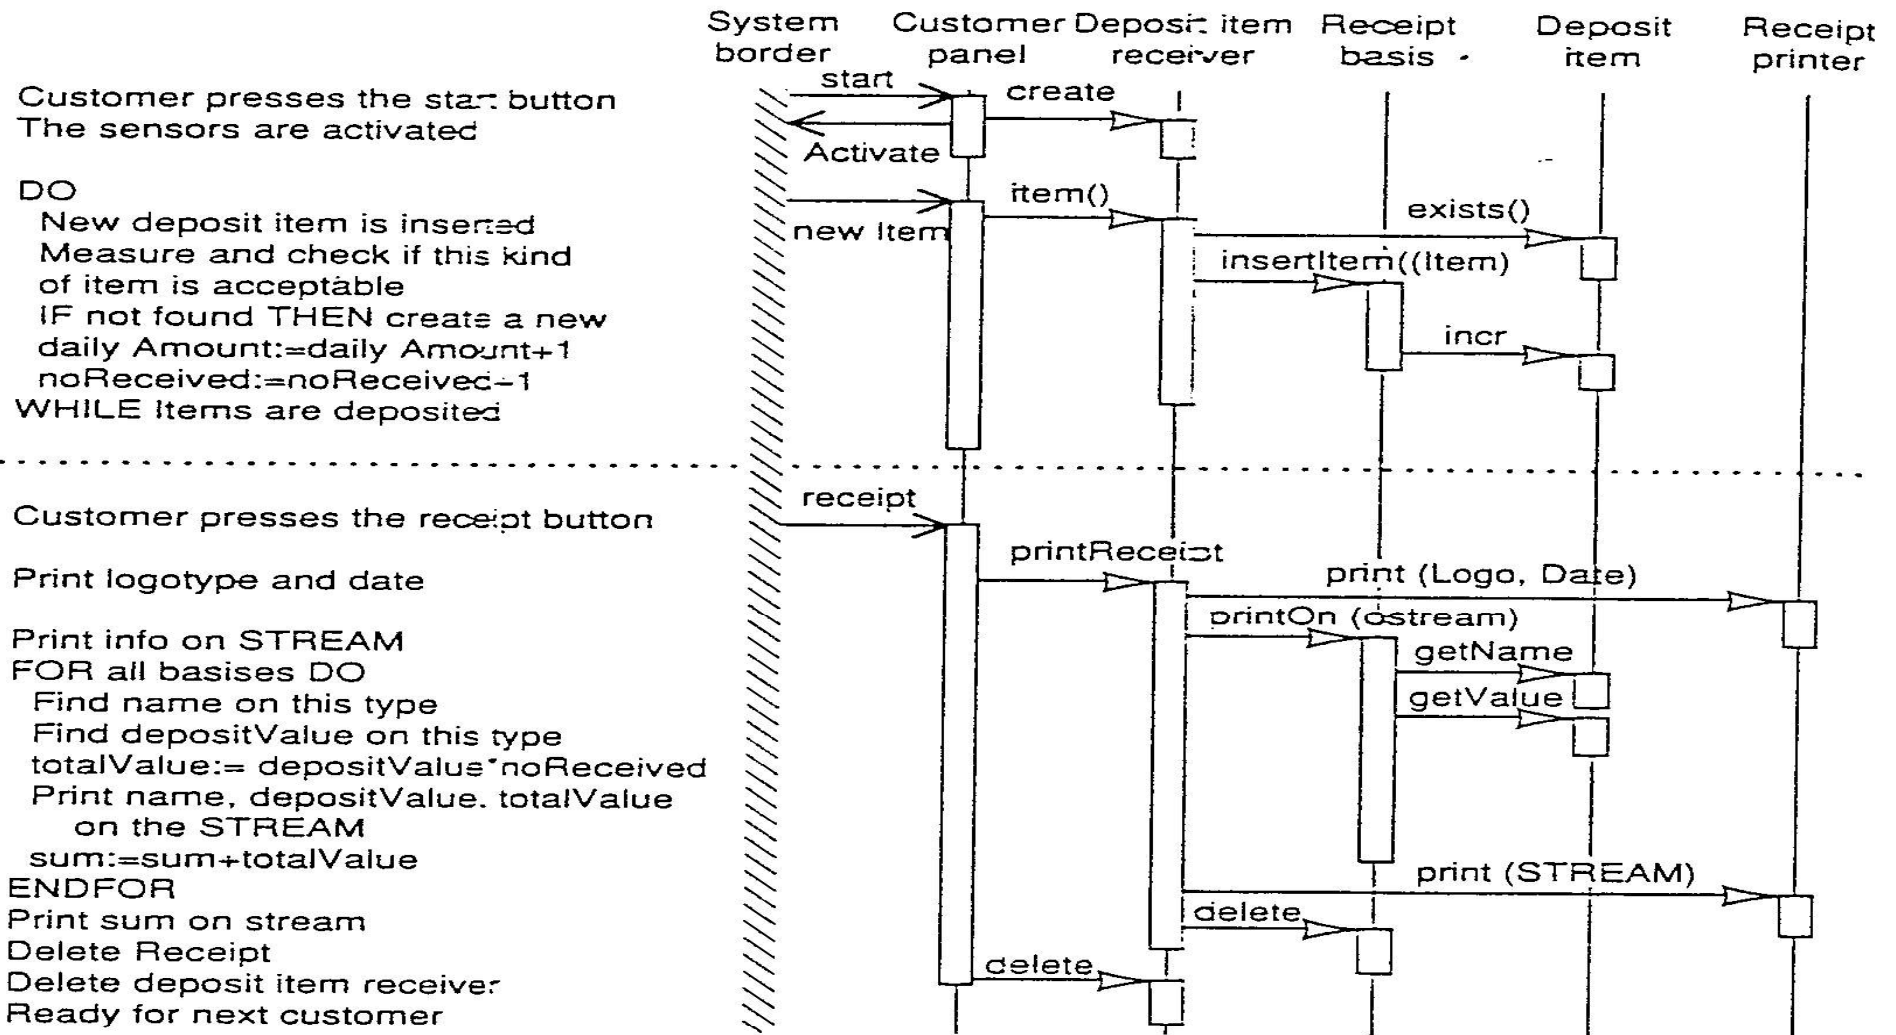 System border
Customer panel
Deposit item receiver
Receipt basis
Deposit item
Receipt printer
Customer presses the start button
The sensors are activated
start
create
Activate
DO
New deposit item is inserted
Measure and check if this kind
of item is acceptable
IF not found THEN create a new
daily Amount:=daily Amount+1
noReceived:=noReceived+1
WHILE Items are deposited
item()
new Item
exists()
insertItem((Item)
incr
Customer presses the receipt button
receipt
printReceipt
Print logotype and date
print (Logo, Date)
printOn (ostream)
Print info on STREAM
FOR all basises DO
getName
Find name on this type
getValue
Find depositValue on this type
totalValue:= depositValue*noReceived
Print name, depositValue, totalValue
on the STREAM
sum:=sum+totalValue
ENDFOR
print (STREAM)
Print sum on stream
delete
Delete Receipt
delete
Delete deposit item receiver
Ready for next customer